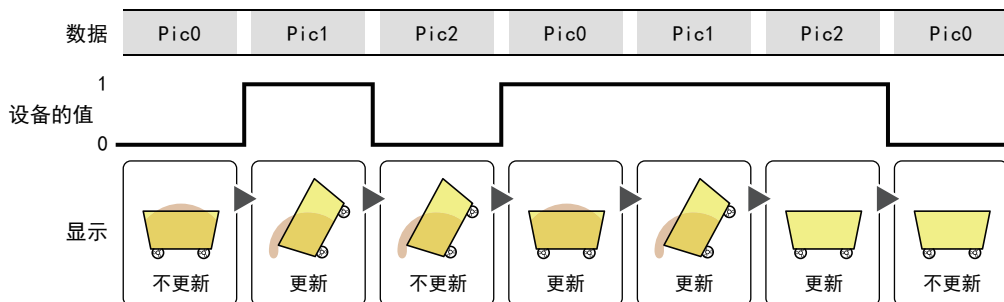 数据 Pic0 Pic1 Pic2 Pic0 Pic1 Pic2 Pic0
1
设备的值
0
显示
不更新 更新 不更新 更新 更新 更新 不更新